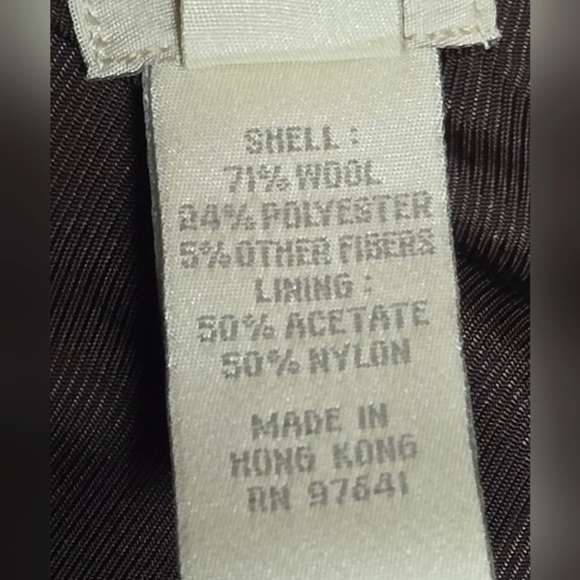 SHELL :
71% WOOL
24% POLYESTER
5% OTHER FIBERS
LINING :
50% ACETATE
50% NYLON
MADE IN
HONG KONG
RN 97641